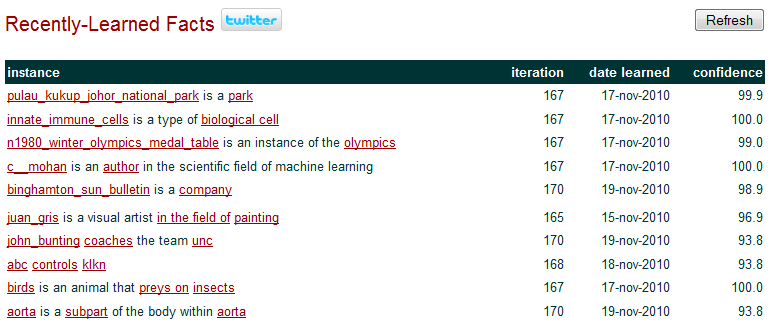 Recently-Learned Facts twitter Refresh
instance iteration date learned confidence
pulau_kukup_johor_national_park is a park 167 17-nov-2010 99.9
innate_immune_cells is a type of biological cell 167 17-nov-2010 100.0
n1980_winter_olympics_medal_table is an instance of the olympics 167 17-nov-2010 99.0
c__mohan is an author in the scientific field of machine learning 167 17-nov-2010 100.0
binghamton_sun_bulletin is a company 170 19-nov-2010 98.9
juan_gris is a visual artist in the field of painting 165 15-nov-2010 96.9
john_bunting coaches the team unc 170 19-nov-2010 93.8
abc controls klkn 168 18-nov-2010 93.8
birds is an animal that preys on insects 167 17-nov-2010 100.0
aorta is a subpart of the body within aorta 170 19-nov-2010 93.8